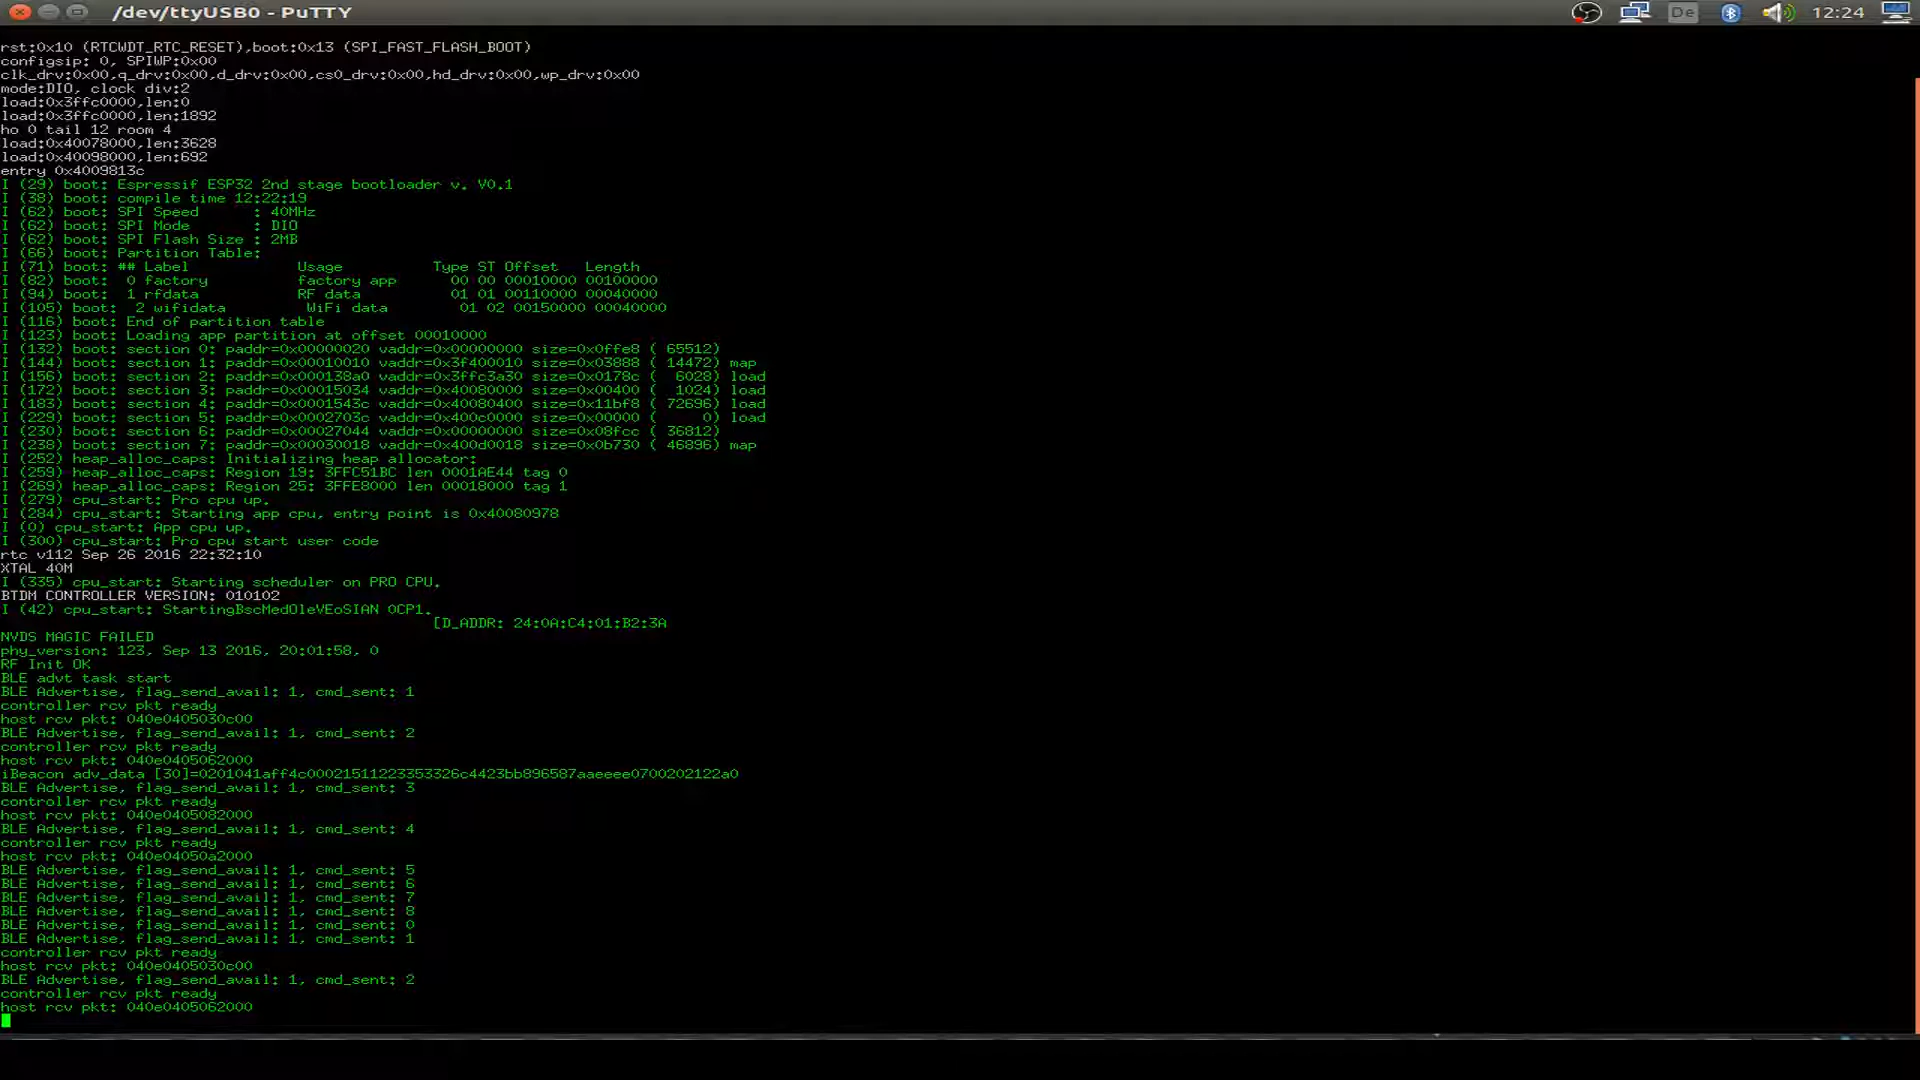 /dev/ttyUSB0 - PuTTY
De
12:24
rst:0x10 (RTCWDT_RTC_RESET),boot:0x13 (SPI_FAST_FLASH_BOOT)
configsip: 0, SPIWP:0x00
clk_drv:0x00,q_drv:0x00,d_drv:0x00,cs0_drv:0x00,hd_drv:0x00,wp_drv:0x00
mode:DIO, clock div:2
load:0x3ffc0000,len:0
load:0x3ffc0000,len:1892
ho 0 tail 12 room 4
load:0x40078000,len:3628
load:0x40098000,len:692
entry 0x4009813c
I (29) boot: Espressif ESP32 2nd stage bootloader v. V0.1
I (38) boot: compile time 12:22:19
I (62) boot: SPI Speed      : 40MHz
I (62) boot: SPI Mode       : DIO
I (62) boot: SPI Flash Size : 2MB
I (66) boot: Partition Table:
I (71) boot: ## Label            Usage          Type ST Offset   Length
I (82) boot:  0 factory          factory app      00 00 00010000 00100000
I (94) boot:  1 rfdata           RF data          01 01 00110000 00040000
I (105) boot:  2 wifidata         WiFi data        01 02 00150000 00040000
I (116) boot: End of partition table
I (123) boot: Loading app partition at offset 00010000
I (132) boot: section 0: paddr=0x00000020 vaddr=0x00000000 size=0x0ffe8 ( 65512)
I (144) boot: section 1: paddr=0x00010010 vaddr=0x3f400010 size=0x03888 ( 14472) map
I (156) boot: section 2: paddr=0x000138a0 vaddr=0x3ffc3a30 size=0x0178c (  6028) load
I (172) boot: section 3: paddr=0x00015034 vaddr=0x40080000 size=0x00400 (  1024) load
I (183) boot: section 4: paddr=0x0001543c vaddr=0x40080400 size=0x11bf8 ( 72696) load
I (229) boot: section 5: paddr=0x0002703c vaddr=0x400c0000 size=0x00000 (     0) load
I (230) boot: section 6: paddr=0x00027044 vaddr=0x00000000 size=0x08fcc ( 36812)
I (238) boot: section 7: paddr=0x00030018 vaddr=0x400d0018 size=0x0b730 ( 46896) map
I (252) heap_alloc_caps: Initializing heap allocator:
I (259) heap_alloc_caps: Region 19: 3FFC51BC len 0001AE44 tag 0
I (269) heap_alloc_caps: Region 25: 3FFE8000 len 00018000 tag 1
I (279) cpu_start: Pro cpu up.
I (284) cpu_start: Starting app cpu, entry point is 0x40080978
I (0) cpu_start: App cpu up.
I (300) cpu_start: Pro cpu start user code
rtc v112 Sep 26 2016 22:32:10
XTAL 40M
I (335) cpu_start: Starting scheduler on PRO CPU.
BTDM CONTROLLER VERSION: 010102
I (42) cpu_start: StartingBscMedOleVEoSIAN 0CP1.
[D_ADDR: 24:0A:C4:01:B2:3A
NVDS MAGIC FAILED
phy_version: 123, Sep 13 2016, 20:01:58, 0
RF Init OK
BLE advt task start
BLE Advertise, flag_send_avail: 1, cmd_sent: 1
controller rcv pkt ready
host rcv pkt: 040e0405030c00
BLE Advertise, flag_send_avail: 1, cmd_sent: 2
controller rcv pkt ready
host rcv pkt: 040e0405062000
iBeacon adv_data [30]=0201041aff4c00021511223353326c4423bb896587aaeeee0700202122a0
BLE Advertise, flag_send_avail: 1, cmd_sent: 3
controller rcv pkt ready
host rcv pkt: 040e0405082000
BLE Advertise, flag_send_avail: 1, cmd_sent: 4
controller rcv pkt ready
host rcv pkt: 040e04050a2000
BLE Advertise, flag_send_avail: 1, cmd_sent: 5
BLE Advertise, flag_send_avail: 1, cmd_sent: 6
BLE Advertise, flag_send_avail: 1, cmd_sent: 7
BLE Advertise, flag_send_avail: 1, cmd_sent: 8
BLE Advertise, flag_send_avail: 1, cmd_sent: 0
BLE Advertise, flag_send_avail: 1, cmd_sent: 1
controller rcv pkt ready
host rcv pkt: 040e0405030c00
BLE Advertise, flag_send_avail: 1, cmd_sent: 2
controller rcv pkt ready
host rcv pkt: 040e0405062000